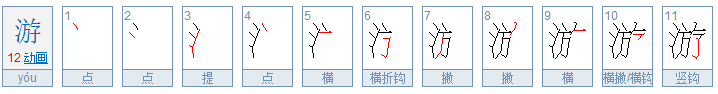 游 1 2 3 4 5 6 7 8 9 10 11
12 动画
yóu 点 点 提 点 横 横折钩 撇 撇 横 横撇/横钩 竖钩